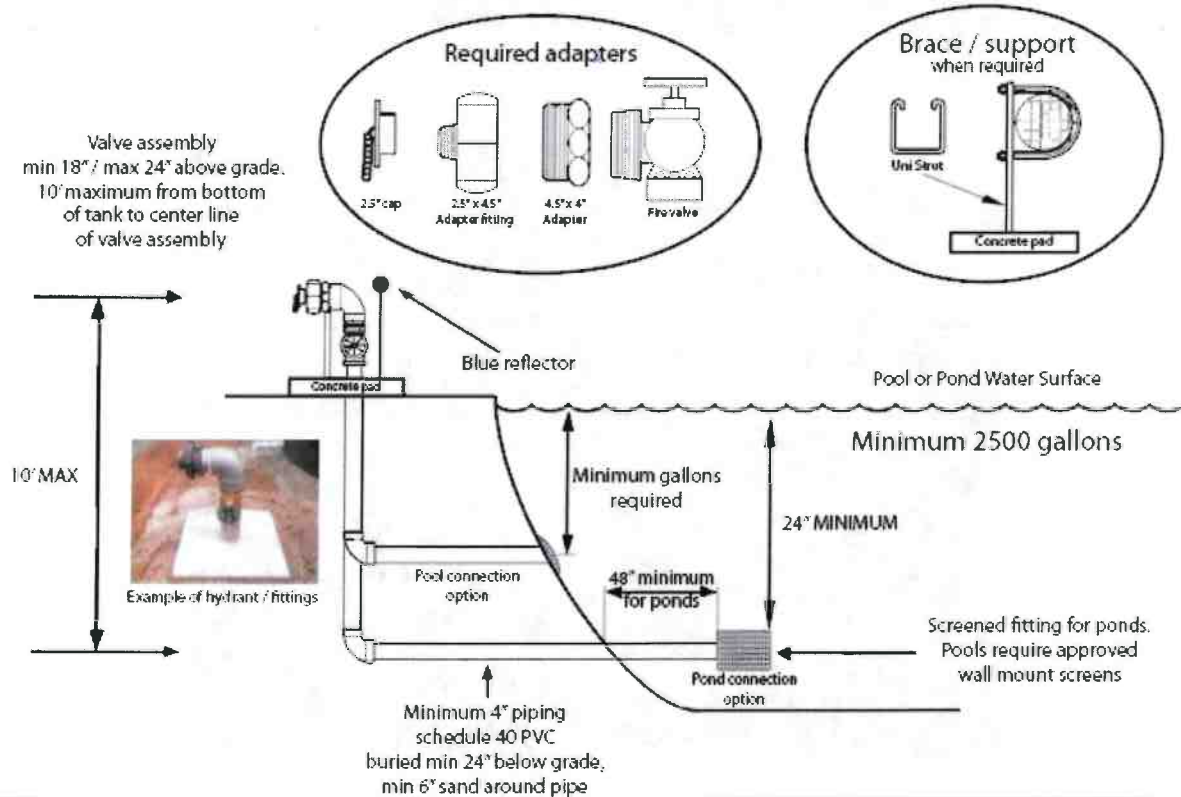 Required adapters
2.5" cap
2.5" x 4.5"
Adapter fitting
4.5" x 4"
Adapter
Fire valve
Brace / support
when required
Uni Strut
Concrete pad
Valve assembly
min 18" / max 24" above grade.
10' maximum from bottom
of tank to center line
of valve assembly
Blue reflector
Concrete pad
Pool or Pond Water Surface
Minimum 2500 gallons
10' MAX
Minimum gallons
required
24" MINIMUM
Example of hydrant / fittings
Pool connection
option
48" minimum
for ponds
Screened fitting for ponds.
Pools require approved
wall mount screens
Pond connection
option
Minimum 4" piping
schedule 40 PVC
buried min 24" below grade,
min 6" sand around pipe